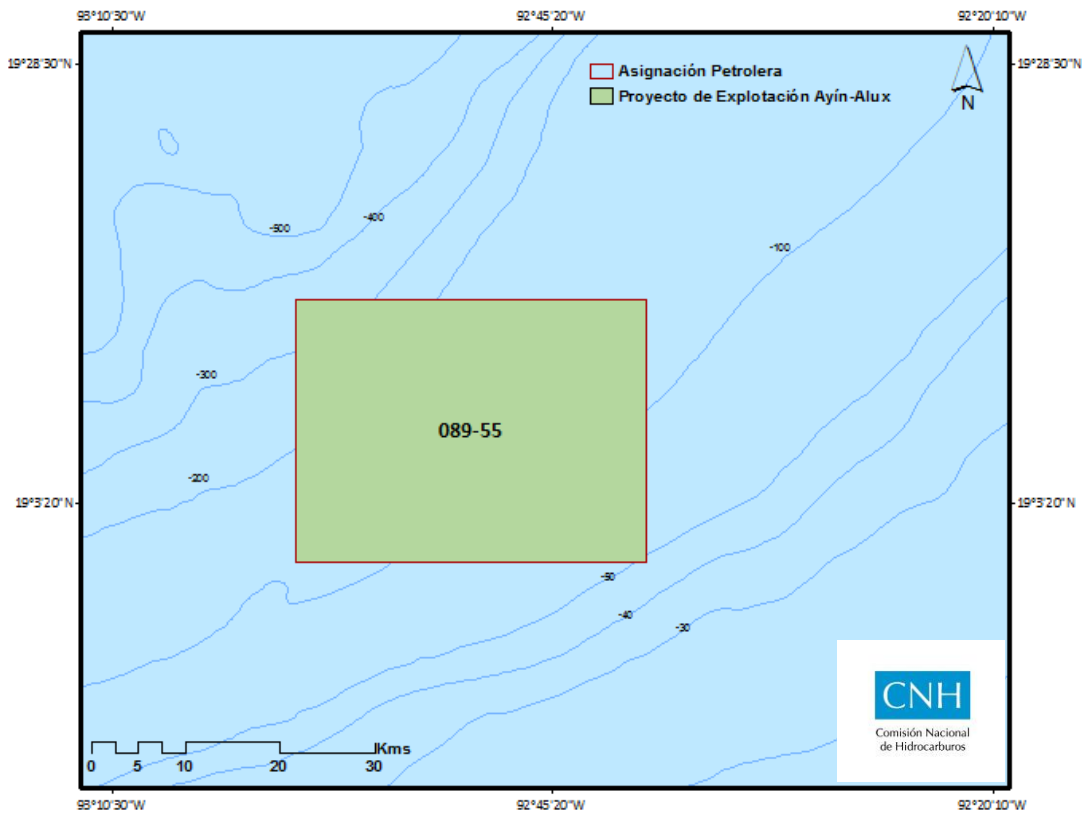 93°10'30"W 92°45'20"W 92°20'10"W
19°28'30"N 19°28'30"N
Asignación Petrolera
Proyecto de Explotación Ayín-Alux
N
-500
-400
-100
-300
089-55
-200
19°3'20"N 19°3'20"N
-50
-40
-30
CNH
Comisión Nacional
de Hidrocarburos
Kms
0 5 10 20 30
93°10'30"W 92°45'20"W 92°20'10"W